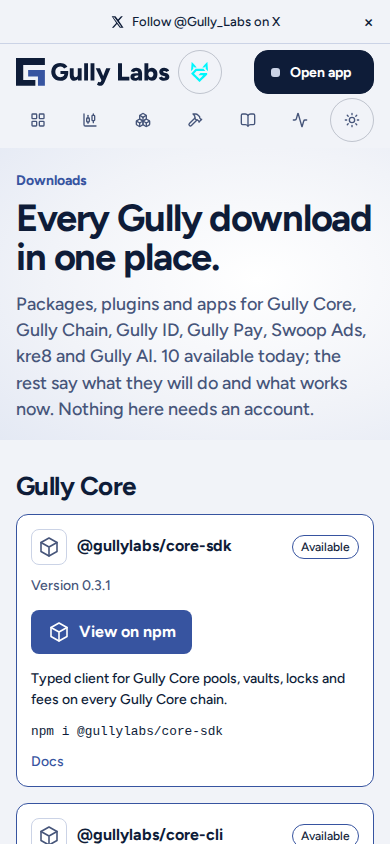 Follow @Gully_Labs on X
×
Gully Labs
Open app
Downloads
Every Gully download
in one place.
Packages, plugins and apps for Gully Core,
Gully Chain, Gully ID, Gully Pay, Swoop Ads,
kre8 and Gully AI. 10 available today; the
rest say what they will do and what works
now. Nothing here needs an account.
Gully Core
@gullylabs/core-sdk
Available
Version 0.3.1
View on npm
Typed client for Gully Core pools, vaults, locks and
fees on every Gully Core chain.
npm i @gullylabs/core-sdk
Docs
@gullylabs/core-cli
Available